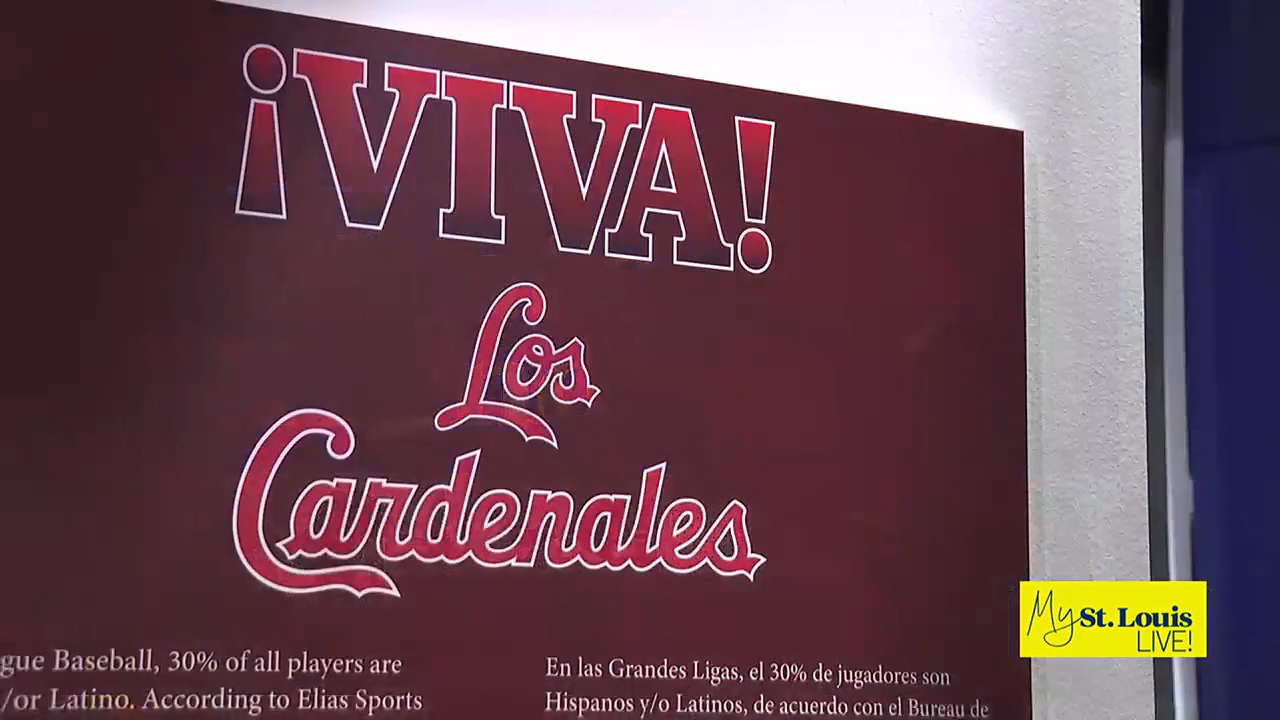 ¡VIVA!
Los
Cardenales
gue Baseball, 30% of all players are
/or Latino. According to Elias Sports
En las Grandes Ligas, el 30% de jugadores son
Hispanos y/o Latinos, de acuerdo con el Bureau de
My St. Louis
LIVE!